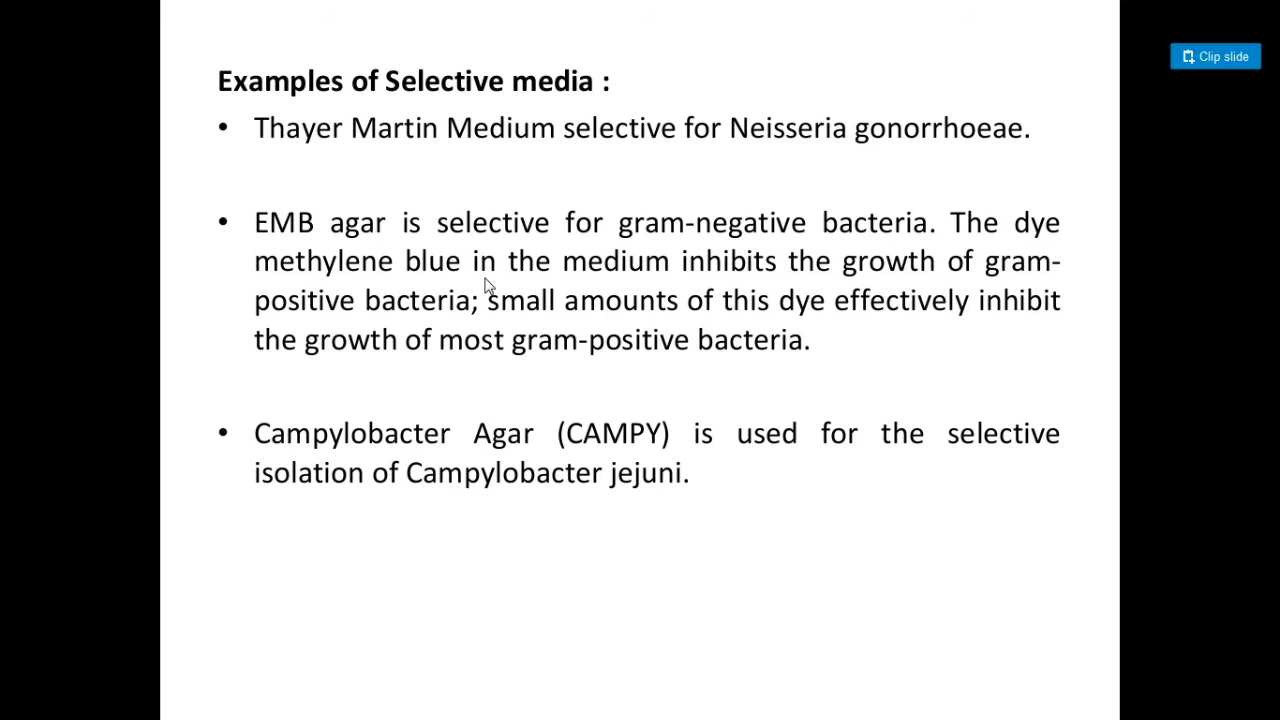 Clip slide
Examples of Selective media :
• Thayer Martin Medium selective for Neisseria gonorrhoeae.
• EMB agar is selective for gram-negative bacteria. The dye
methylene blue in the medium inhibits the growth of gram-
positive bacteria; small amounts of this dye effectively inhibit
the growth of most gram-positive bacteria.
• Campylobacter Agar (CAMPY) is used for the selective
isolation of Campylobacter jejuni.